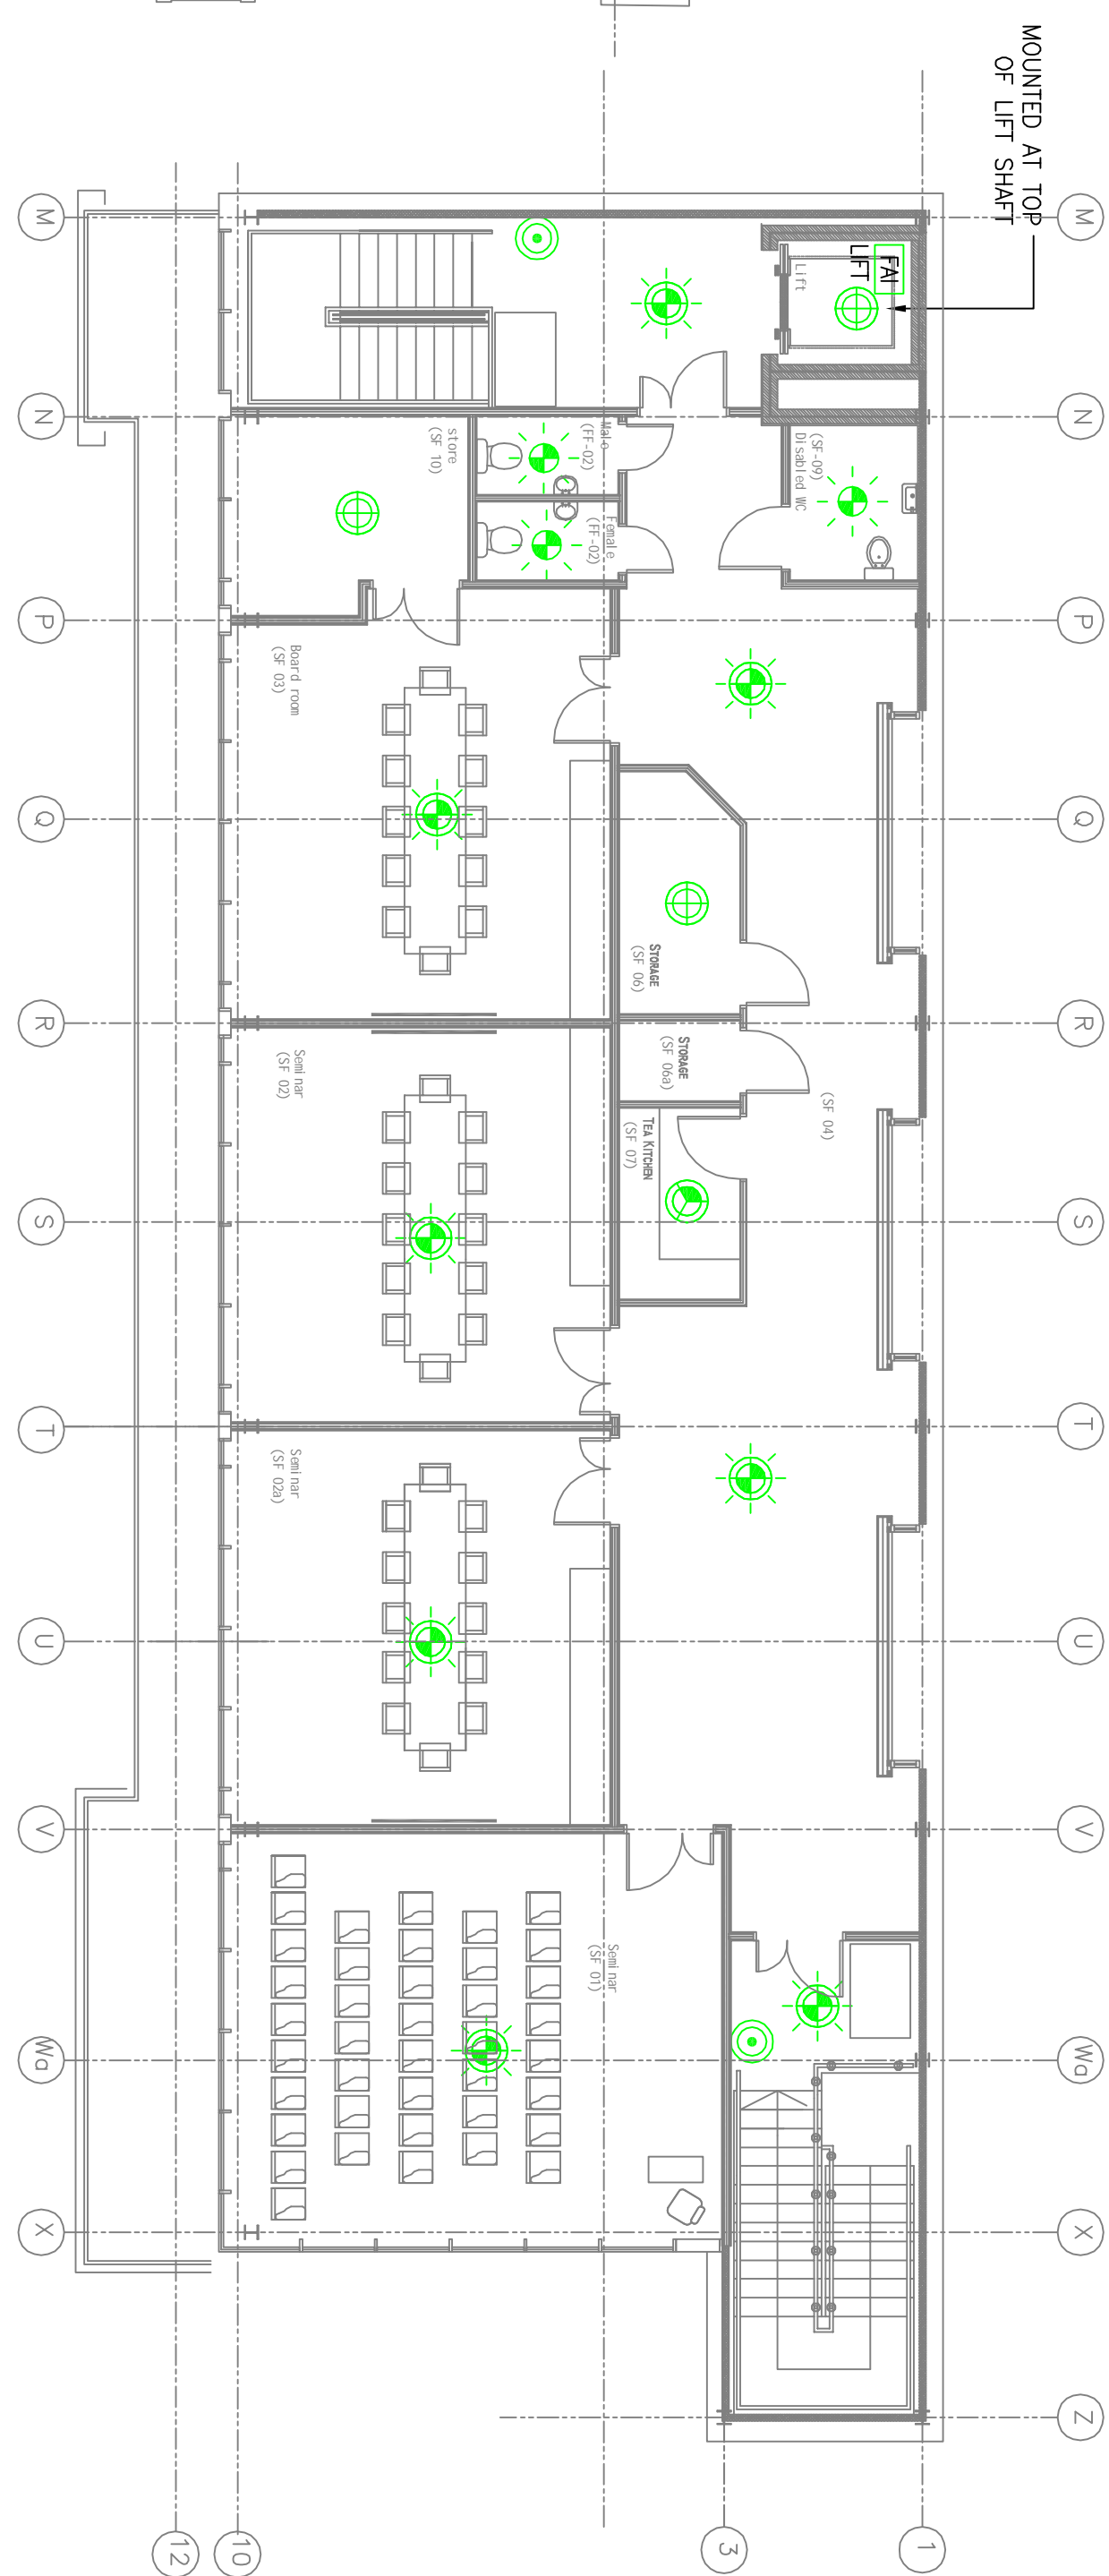 MOUNTED AT TOP
OF LIFT SHAFT
M
N
P
Q
R
S
T
U
V
Wa
X
Z
FAI
LIFT
Lift
(SF-09)
Disabled WC
Male
(FF-02)
Female
(FF-02)
store
(SF 10)
Board room
(SF 03)
STORAGE
(SF 06)
STORAGE
(SF 06a)
(SF 04)
TEA KITCHEN
(SF 07)
Seminar
(SF 02)
Seminar
(SF 02a)
Seminar
(SF 01)
M
N
P
Q
R
S
T
U
V
Wa
X
1
3
10
12